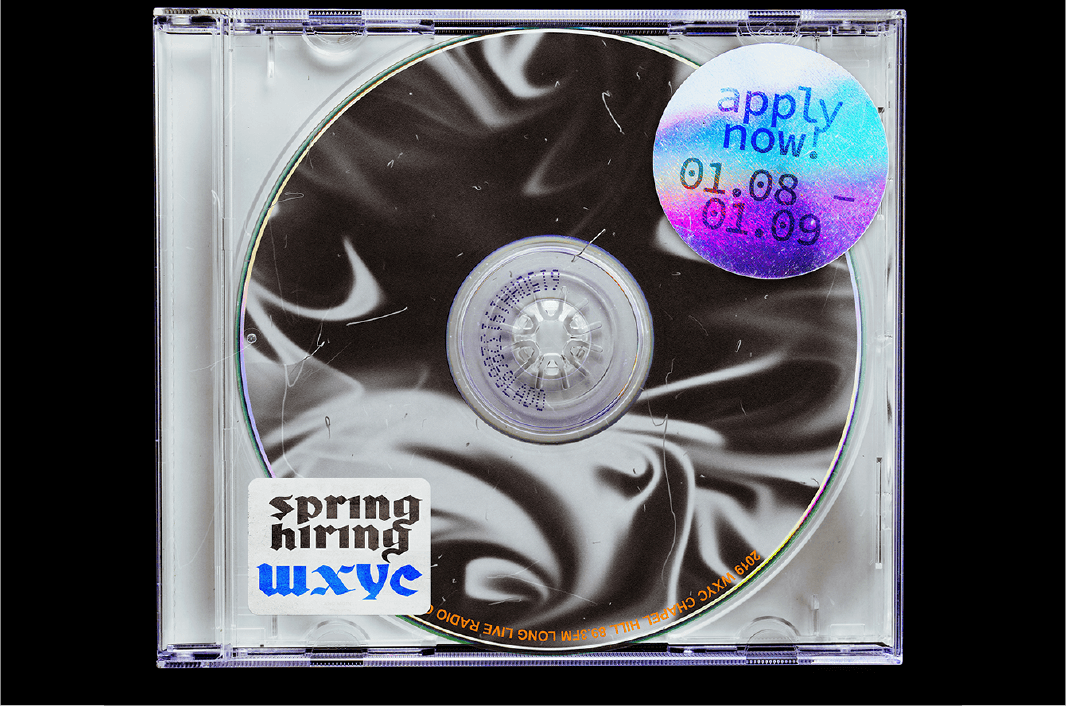 apply
now!
01.08 –
01.09
spring
hiring
wxyc
2019 WXYC CHAPEL HILL. 89.3FM LONG LIVE RADIO